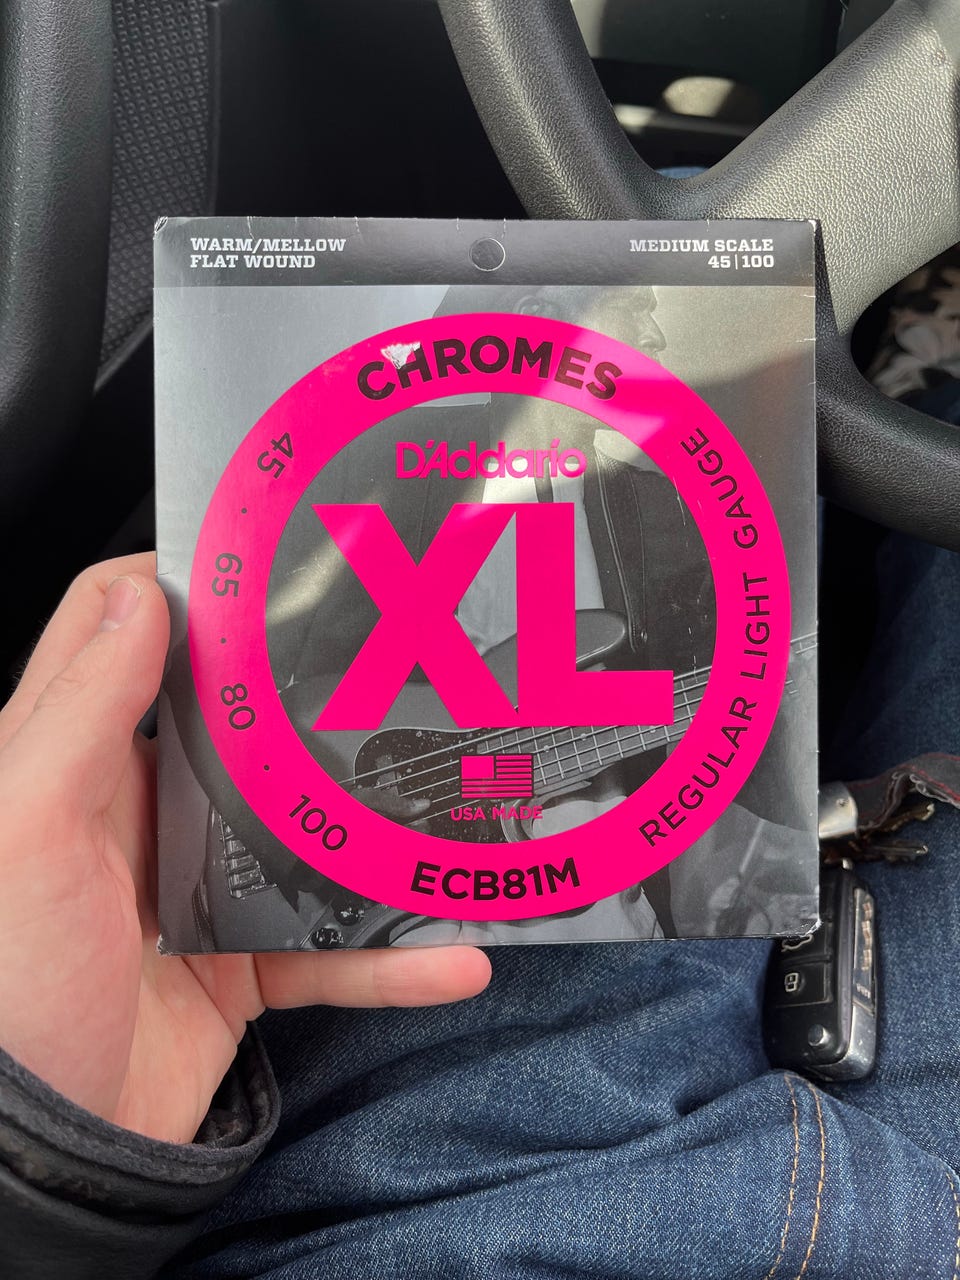 WARM/MELLOW
FLAT WOUND
MEDIUM SCALE
45|100
CHROMES
D'Addario
XL
45 · 65 · 80 · 100
REGULAR LIGHT GAUGE
USA MADE
ECB81M